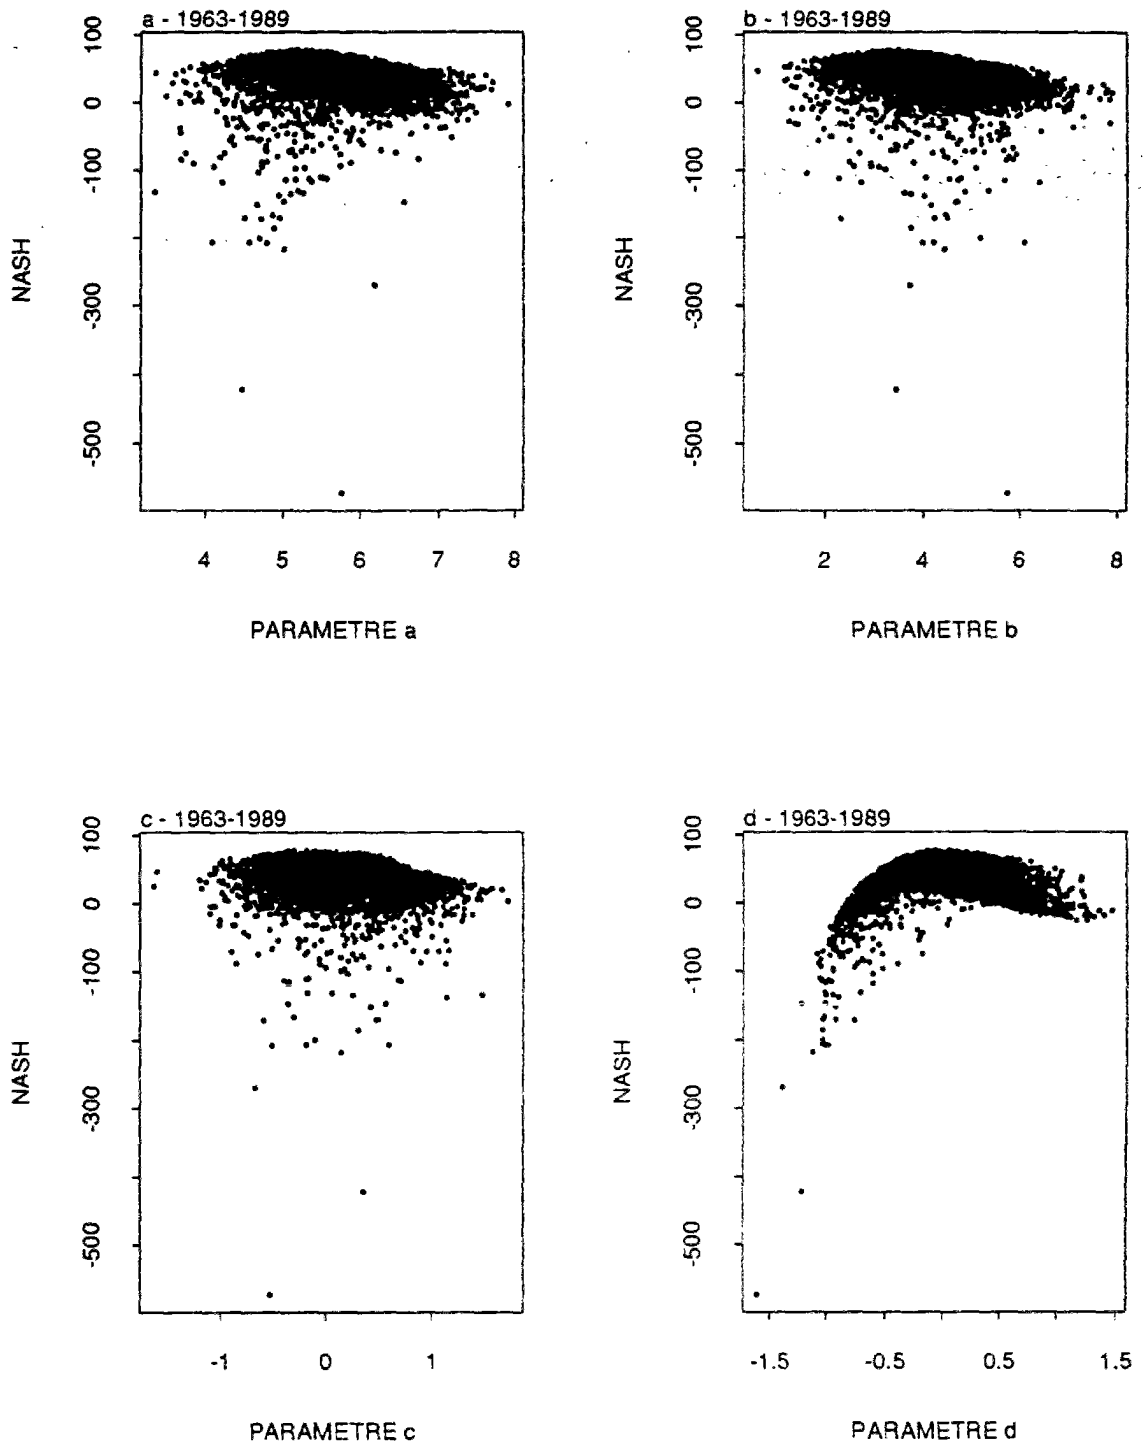 a - 1963-1989
100
0
-100
-300
-500
NASH
4 5 6 7 8
PARAMETRE a
b - 1963-1989
100
0
-100
-300
-500
NASH
2 4 6 8
PARAMETRE b
c - 1963-1989
100
0
-100
-300
-500
NASH
-1 0 1
PARAMETRE c
d - 1963-1989
100
0
-100
-300
-500
NASH
-1.5 -0.5 0.5 1.5
PARAMETRE d